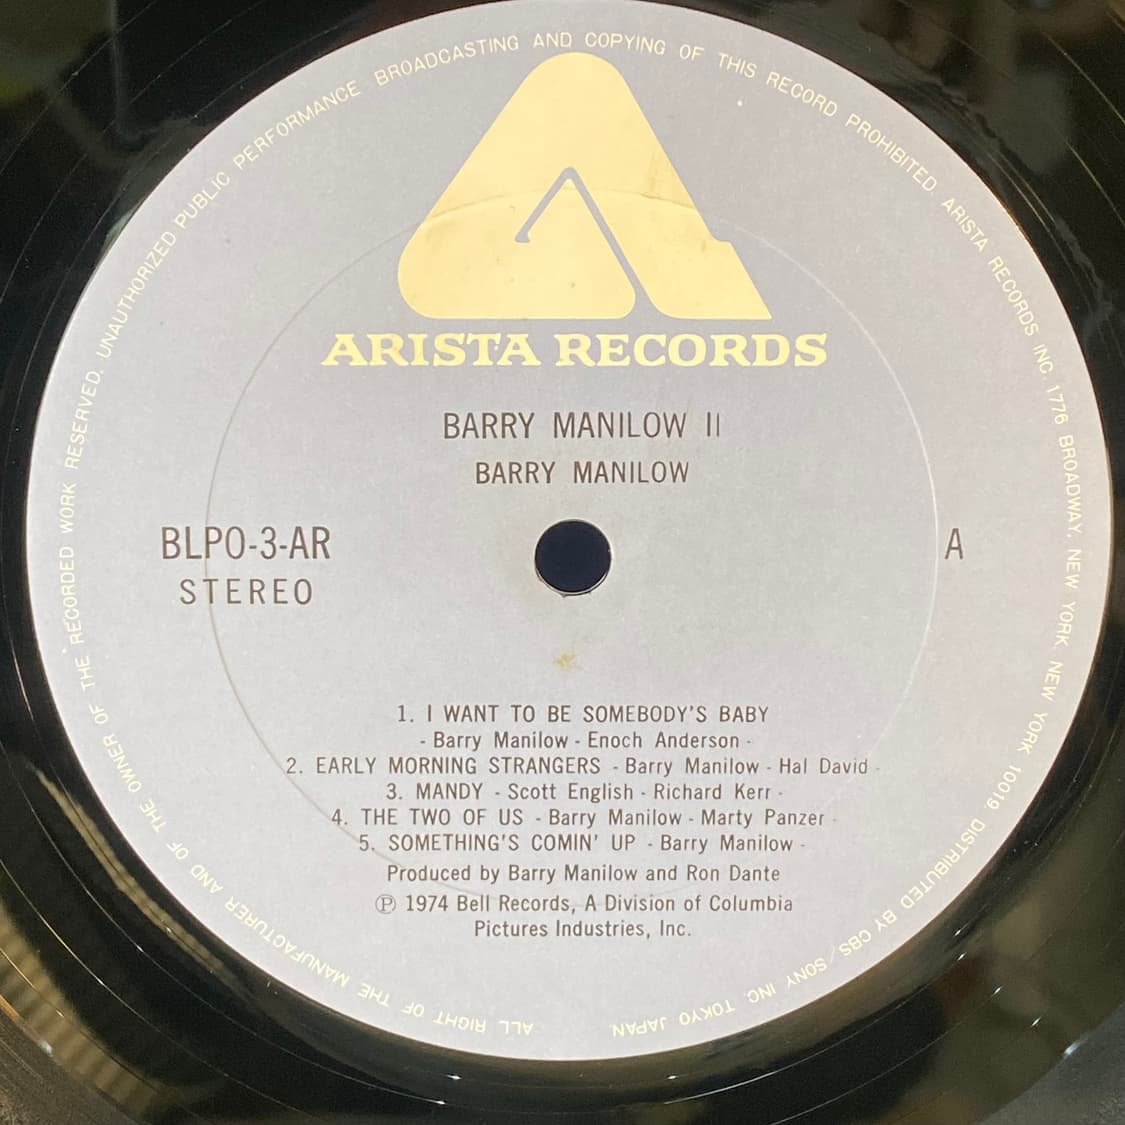 ALL RIGHT OF THE MANUFACTURER AND OF THE OWNER OF THE RECORDED WORK RESERVED. UNAUTHORIZED PUBLIC PERFORMANCE BROADCASTING AND COPYING OF THIS RECORD PROHIBITED. ARISTA RECORDS INC. 1776 BROADWAY, NEW YORK, NEW YORK 10019, DISTRIBUTED BY CBS/SONY INC. TOKYO JAPAN
ARISTA RECORDS
BARRY MANILOW II
BARRY MANILOW
BLPO-3-AR A
STEREO
1. I WANT TO BE SOMEBODY'S BABY
- Barry Manilow - Enoch Anderson -
2. EARLY MORNING STRANGERS - Barry Manilow - Hal David -
3. MANDY - Scott English - Richard Kerr -
4. THE TWO OF US - Barry Manilow - Marty Panzer -
5. SOMETHING'S COMIN' UP - Barry Manilow -
Produced by Barry Manilow and Ron Dante
℗ 1974 Bell Records, A Division of Columbia
Pictures Industries, Inc.